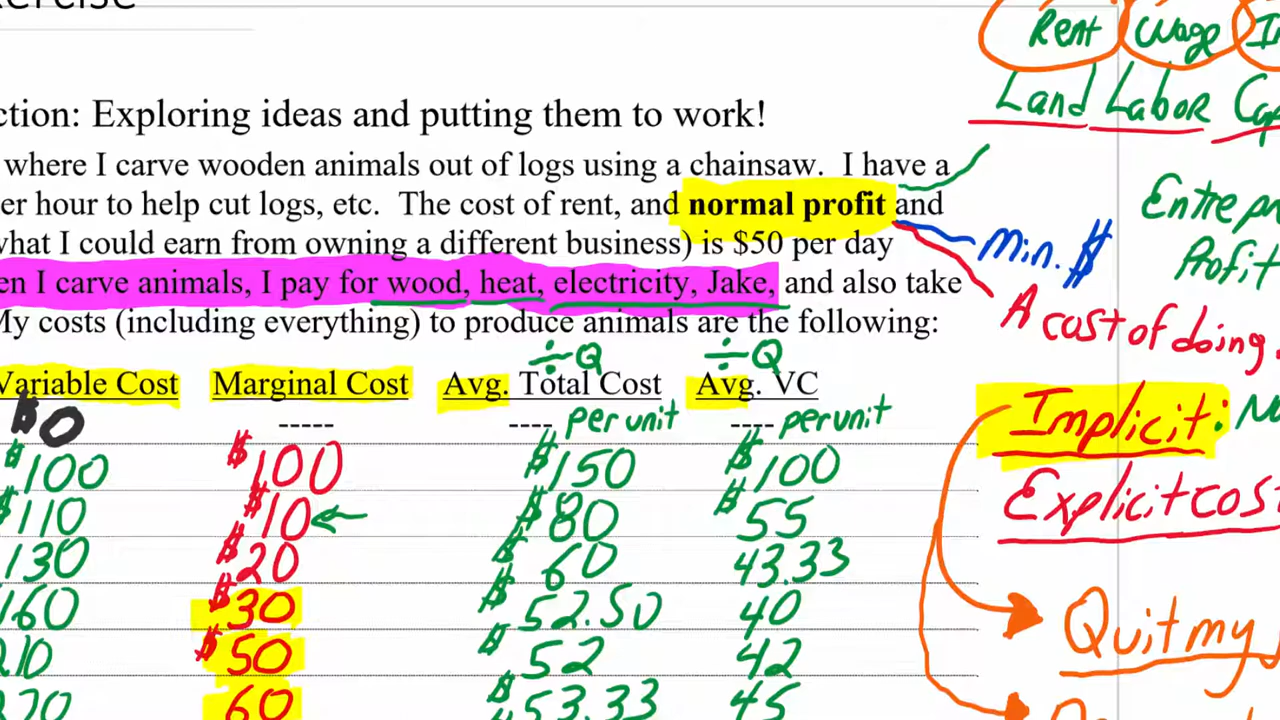 Rent Wage
Land Labor
ction: Exploring ideas and putting them to work!
where I carve wooden animals out of logs using a chainsaw. I have a
er hour to help cut logs, etc. The cost of rent, and normal profit and
what I could earn from owning a different business) is $50 per day
en I carve animals, I pay for wood, heat, electricity, Jake, and also take
My costs (including everything) to produce animals are the following:
Min. $
Profit
A cost of doing
÷Q ÷Q
Variable Cost Marginal Cost Avg. Total Cost Avg. VC
$0 ----- ---- per unit ---- per unit
$100 $100 $150 $100
$110 $10 $80 $55
130 $20 $60 43.33
160 $30 $52.50 40
210 $50 $52 42
270 60 $53.33 45
Implicit:
Explicit cost
Quit my